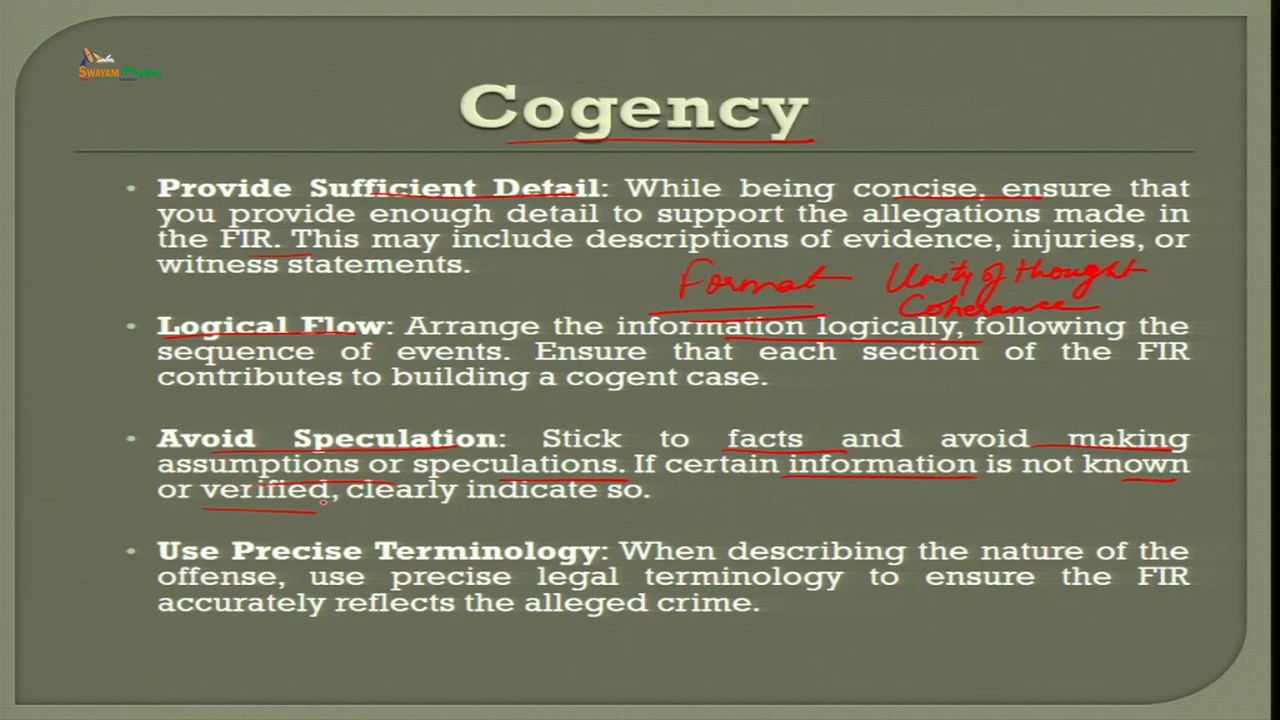 SWAYAM PRABHA
Cogency
• Provide Sufficient Detail: While being concise, ensure that
you provide enough detail to support the allegations made in
the FIR. This may include descriptions of evidence, injuries, or
witness statements.
Format
Unity of thought
Coherance
• Logical Flow: Arrange the information logically, following the
sequence of events. Ensure that each section of the FIR
contributes to building a cogent case.
• Avoid Speculation: Stick to facts and avoid making
assumptions or speculations. If certain information is not known
or verified, clearly indicate so.
• Use Precise Terminology: When describing the nature of the
offense, use precise legal terminology to ensure the FIR
accurately reflects the alleged crime.